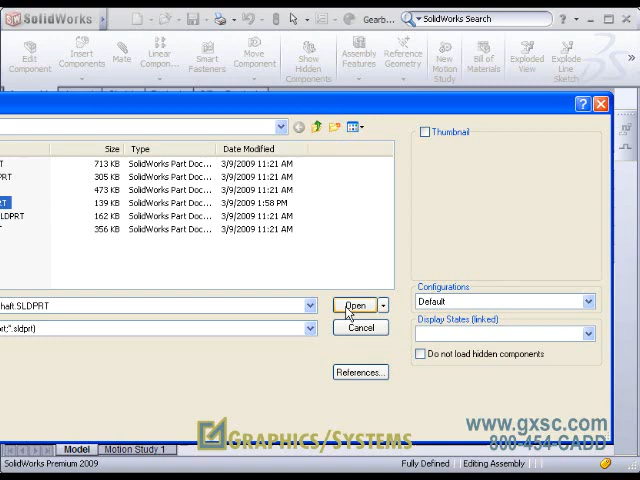 SolidWorks
Gearb...
SolidWorks Search
Edit Component
Insert Components
Mate
Linear Compon...
Smart Fasteners
Move Component
Show Hidden Components
Assembly Features
Reference Geometry
New Motion Study
Bill of Materials
Exploded View
Explode Line Sketch
Size Type Date Modified
T 713 KB SolidWorks Part Doc... 3/9/2009 11:21 AM
PRT 305 KB SolidWorks Part Doc... 3/9/2009 11:21 AM
473 KB SolidWorks Part Doc... 3/9/2009 11:21 AM
RT 139 KB SolidWorks Part Doc... 3/9/2009 1:58 PM
LDPRT 162 KB SolidWorks Part Doc... 3/9/2009 11:21 AM
356 KB SolidWorks Part Doc... 3/9/2009 11:21 AM
Thumbnail
Configurations
Default
Display States (linked)
Do not load hidden components
haft.SLDPRT
Open
rt;*.sldprt)
Cancel
References...
GRAPHICS/SYSTEMS
www.gxsc.com
800-454-CADD
Model
Motion Study 1
SolidWorks Premium 2009
Fully Defined
Editing Assembly